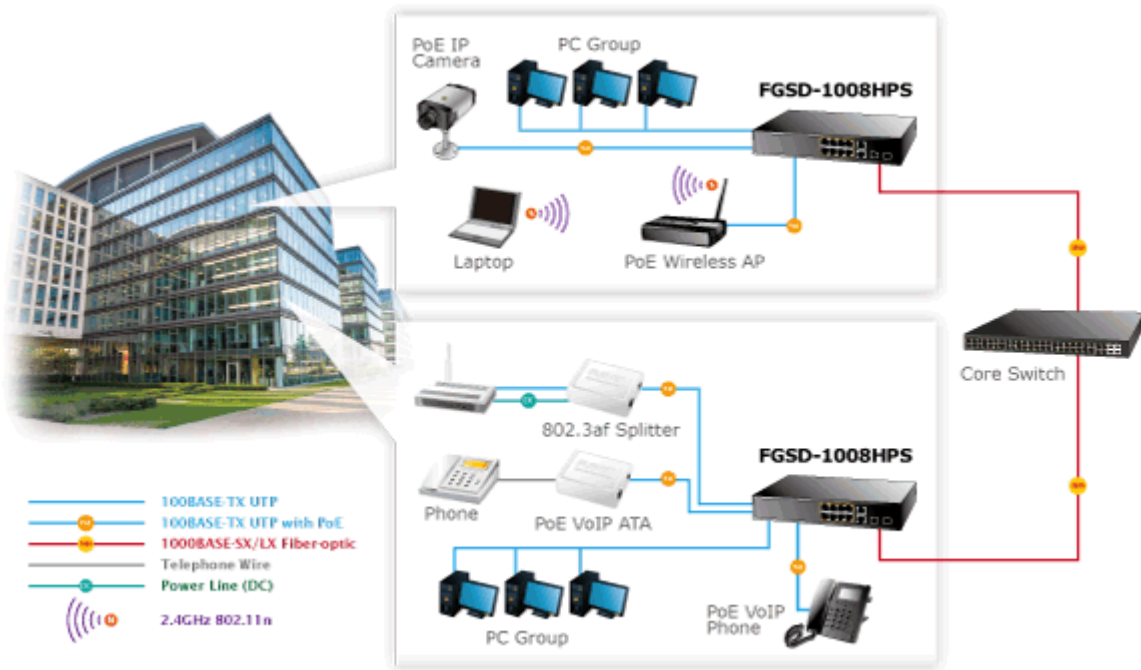 PoE IP
Camera
PC Group
FGSD-1008HPS
Laptop
PoE Wireless AP
Core Switch
802.3af Splitter
FGSD-1008HPS
Phone
PoE VoIP ATA
PC Group
PoE VoIP
Phone
100BASE-TX UTP
100BASE-TX UTP with PoE
1000BASE-SX/LX Fiber-optic
Telephone Wire
Power Line (DC)
2.4GHz 802.11n